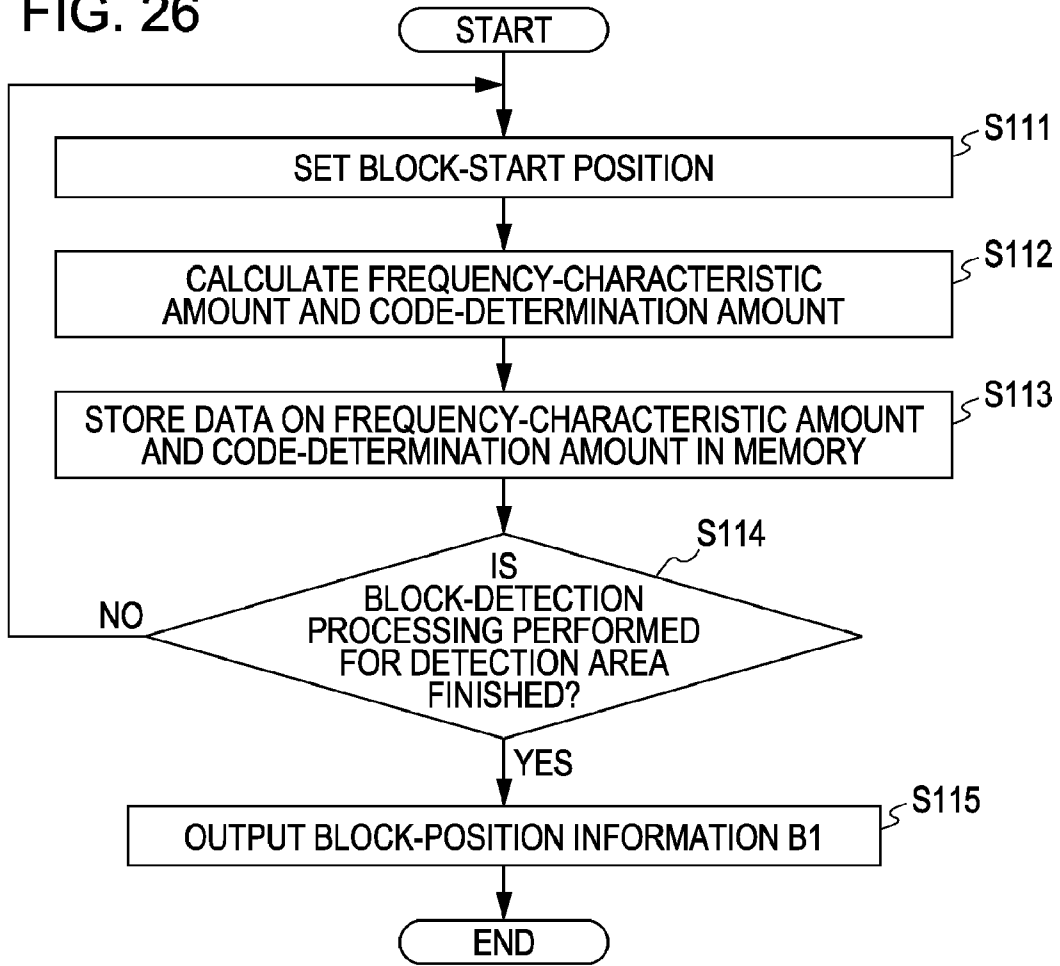 FIG. 26
START
S111
SET BLOCK-START POSITION
S112
CALCULATE FREQUENCY-CHARACTERISTIC
AMOUNT AND CODE-DETERMINATION AMOUNT
S113
STORE DATA ON FREQUENCY-CHARACTERISTIC AMOUNT
AND CODE-DETERMINATION AMOUNT IN MEMORY
S114
IS
BLOCK-DETECTION
PROCESSING PERFORMED
FOR DETECTION AREA
FINISHED?
NO
YES
S115
OUTPUT BLOCK-POSITION INFORMATION B1
END